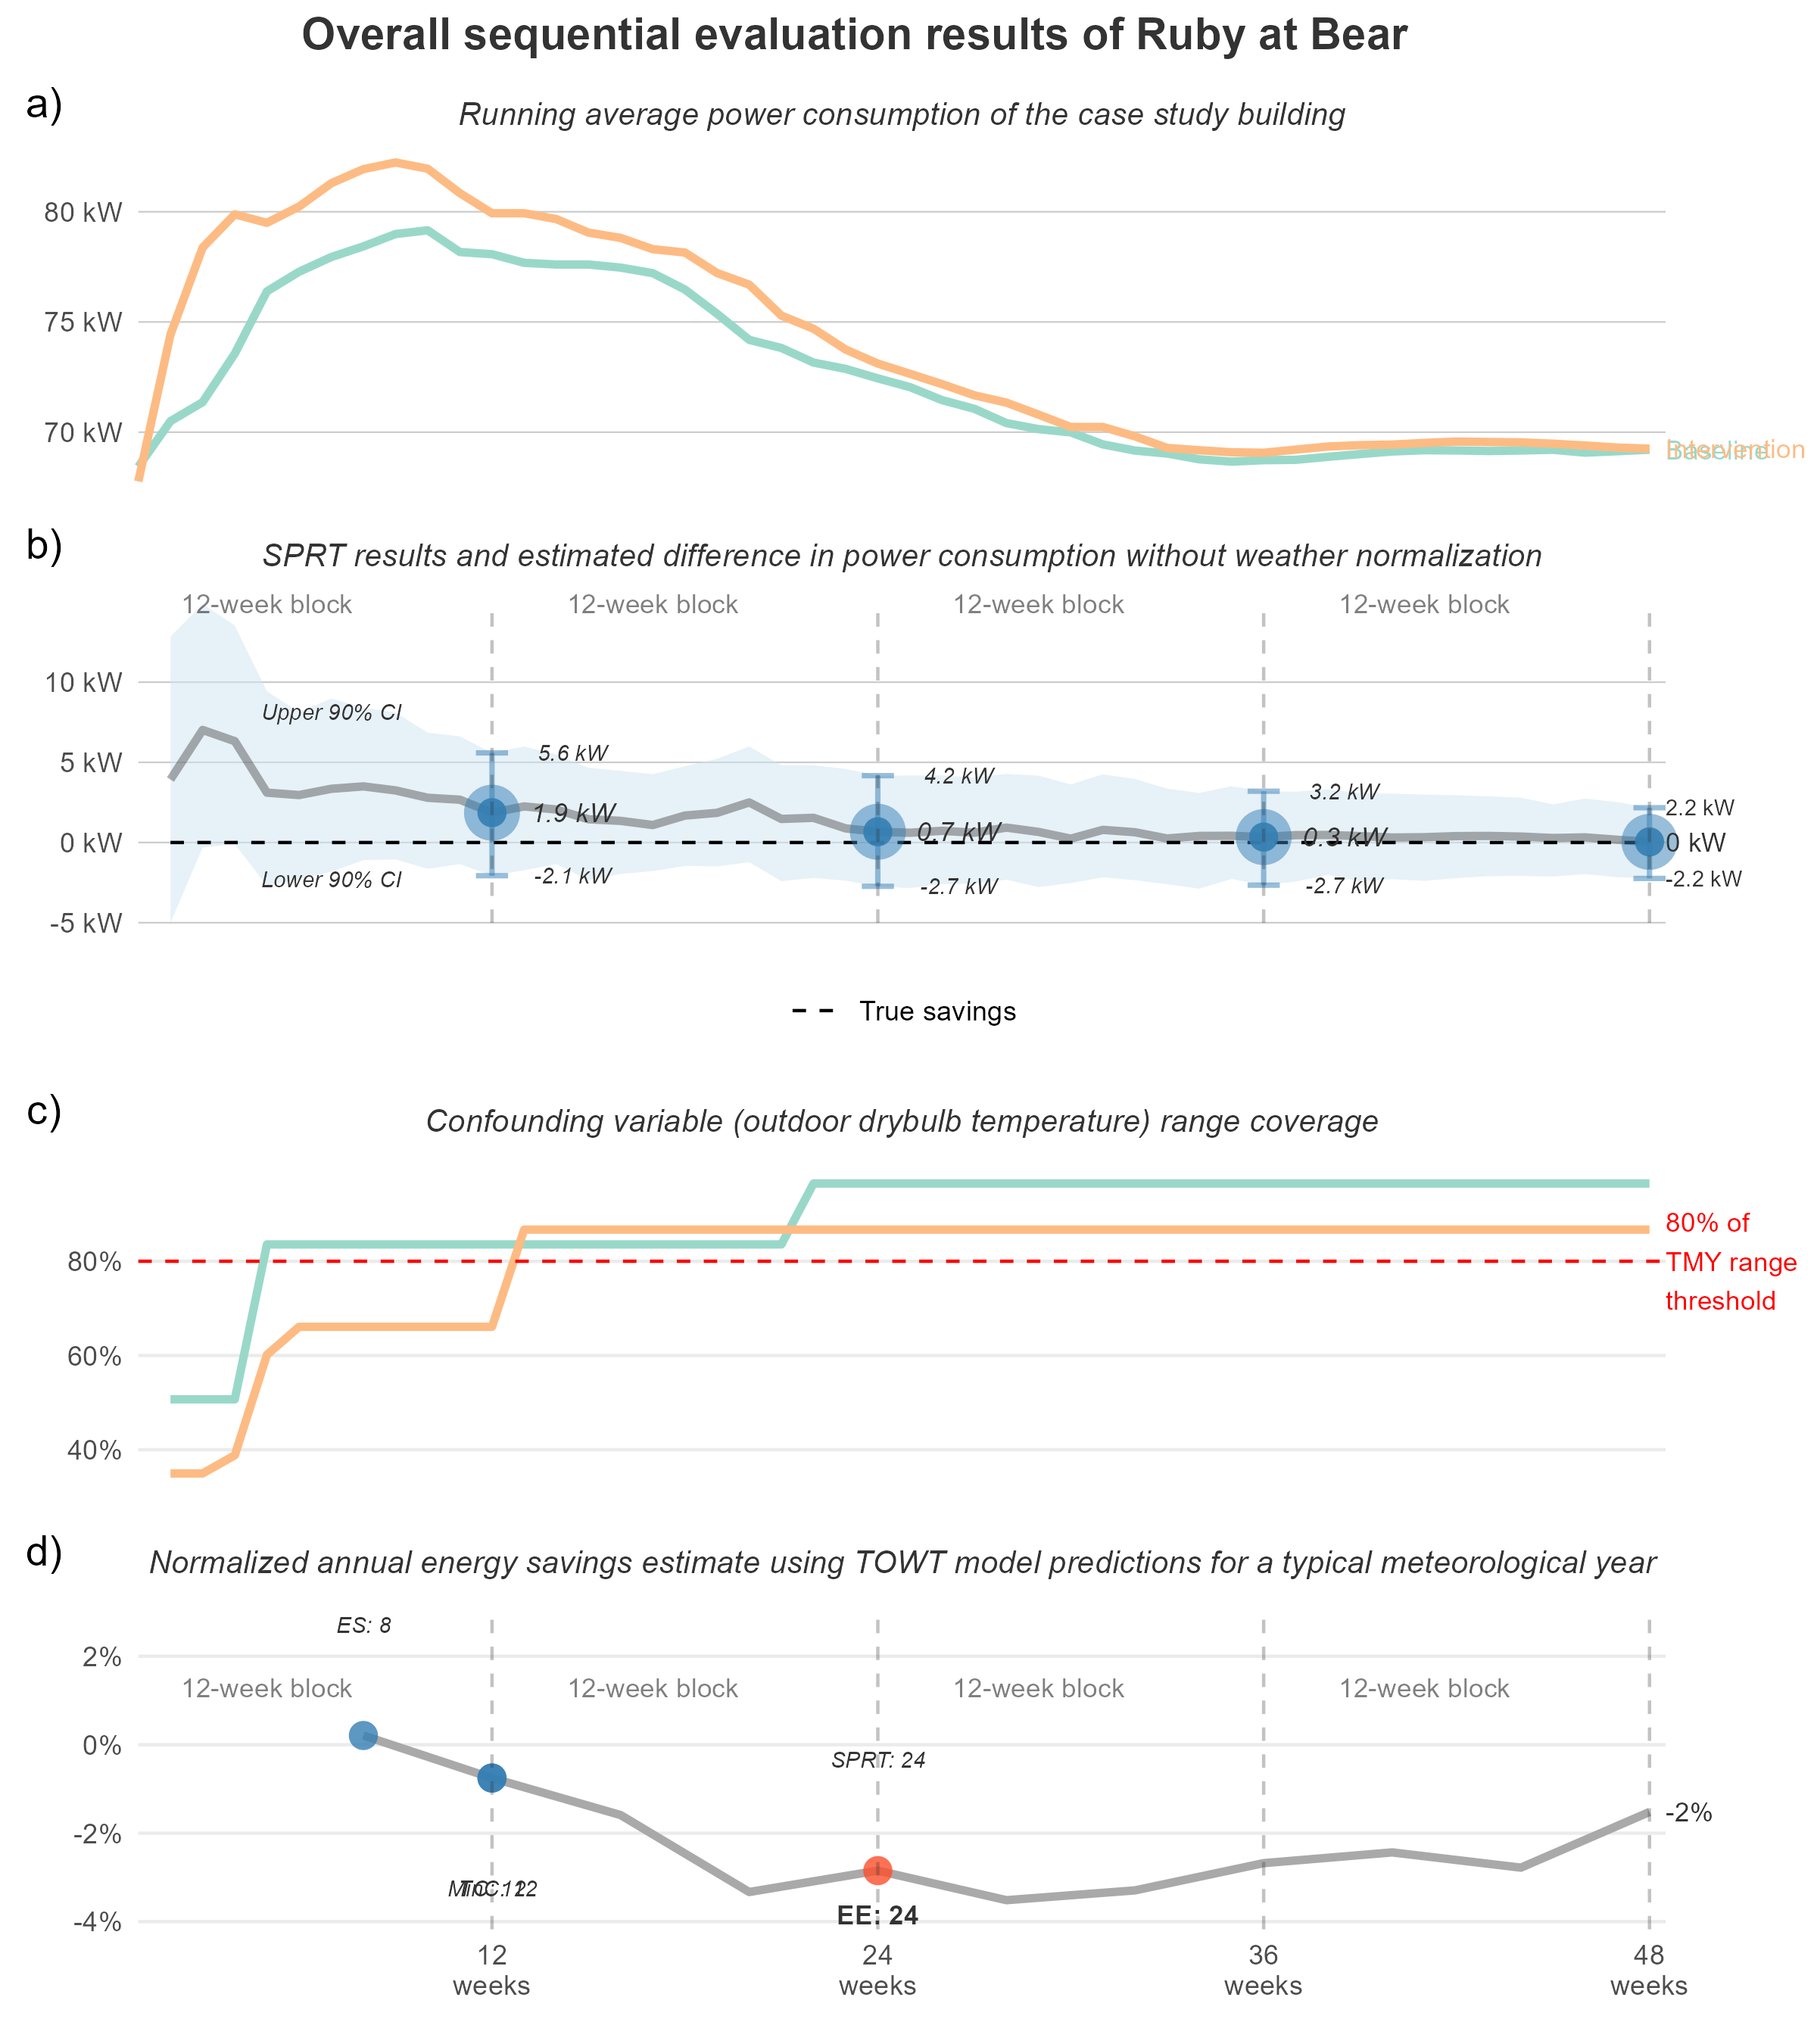 Overall sequential evaluation results of Ruby at Bear
a)
Running average power consumption of the case study building
80 kW
75 kW
70 kW
Baseline
Intervention
b)
SPRT results and estimated difference in power consumption without weather normalization
12-week block 12-week block 12-week block 12-week block
10 kW
5 kW
0 kW
-5 kW
Upper 90% CI
Lower 90% CI
5.6 kW
1.9 kW
-2.1 kW
4.2 kW
0.7 kW
-2.7 kW
3.2 kW
0.3 kW
-2.7 kW
2.2 kW
0 kW
-2.2 kW
True savings
c)
Confounding variable (outdoor drybulb temperature) range coverage
80%
60%
40%
80% of
TMY range
threshold
d)
Normalized annual energy savings estimate using TOWT model predictions for a typical meteorological year
ES: 8
2%
12-week block 12-week block 12-week block 12-week block
0%
SPRT: 24
-2%
-2%
EE: 24
-4%
12 24 36 48
weeks weeks weeks weeks